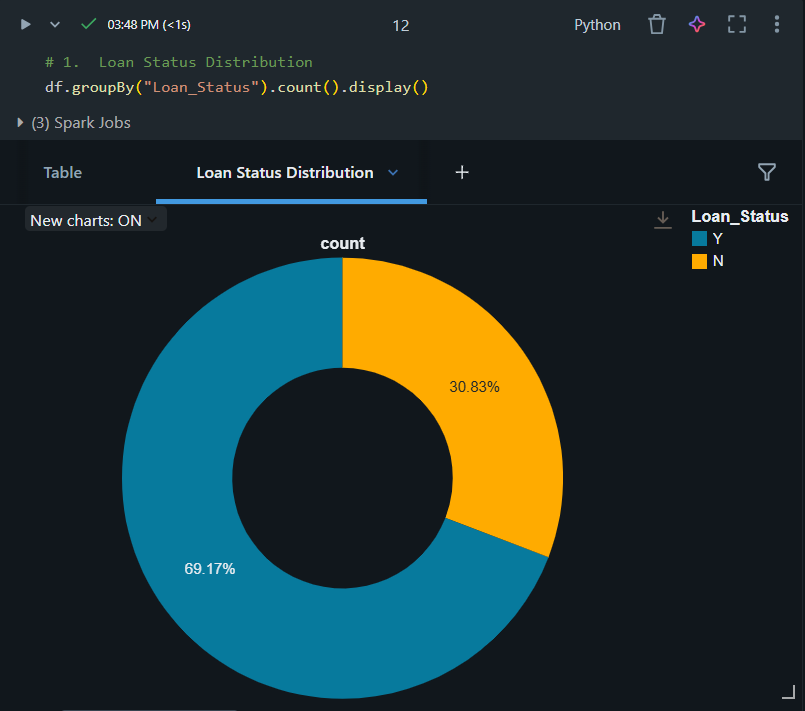 03:48 PM (<1s)
12
Python
# 1.  Loan Status Distribution
df.groupBy("Loan_Status").count().display()
(3) Spark Jobs
Table
Loan Status Distribution
+
New charts: ON
Loan_Status
Y
N
count
30.83%
69.17%